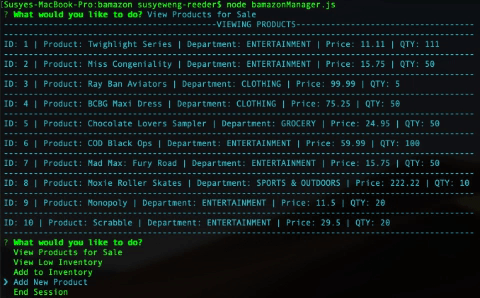 [Susyes-MacBook-Pro:bamazon susyeweng-reeder$ node bamazonManager.js
? What would you like to do? View Products for Sale
VIEWING PRODUCTS
ID: 1 | Product: Twighlight Series | Department: ENTERTAINMENT | Price: 11.11 | QTY: 111
ID: 2 | Product: Miss Congeniality | Department: ENTERTAINMENT | Price: 15.75 | QTY: 50
ID: 3 | Product: Ray Ban Aviators | Department: CLOTHING | Price: 99.99 | QTY: 5
ID: 4 | Product: BCBG Maxi Dress | Department: CLOTHING | Price: 75.25 | QTY: 50
ID: 5 | Product: Chocolate Lovers Sampler | Department: GROCERY | Price: 24.95 | QTY: 50
ID: 6 | Product: COD Black Ops | Department: ENTERTAINMENT | Price: 59.99 | QTY: 100
ID: 7 | Product: Mad Max: Fury Road | Department: ENTERTAINMENT | Price: 15.75 | QTY: 50
ID: 8 | Product: Moxie Roller Skates | Department: SPORTS & OUTDOORS | Price: 222.22 | QTY: 10
ID: 9 | Product: Monopoly | Department: ENTERTAINMENT | Price: 11.5 | QTY: 20
ID: 10 | Product: Scrabble | Department: ENTERTAINMENT | Price: 29.5 | QTY: 20
? What would you like to do?
View Products for Sale
View Low Inventory
Add to Inventory
❯ Add New Product
End Session